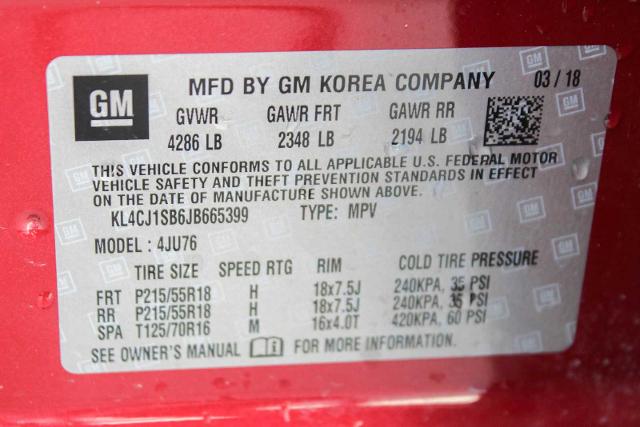 GM
MFD BY GM KOREA COMPANY 03 / 18
GVWR GAWR FRT GAWR RR
4286 LB 2348 LB 2194 LB
THIS VEHICLE CONFORMS TO ALL APPLICABLE U.S. FEDERAL MOTOR
VEHICLE SAFETY AND THEFT PREVENTION STANDARDS IN EFFECT
ON THE DATE OF MANUFACTURE SHOWN ABOVE.
KL4CJ1SB6JB665399 TYPE: MPV
MODEL : 4JU76
TIRE SIZE SPEED RTG RIM COLD TIRE PRESSURE
FRT P215/55R18 H 18x7.5J 240KPA, 35 PSI
RR P215/55R18 H 18x7.5J 240KPA, 35 PSI
SPA T125/70R16 M 16x4.0T 420KPA, 60 PSI
SEE OWNER'S MANUAL FOR MORE INFORMATION.